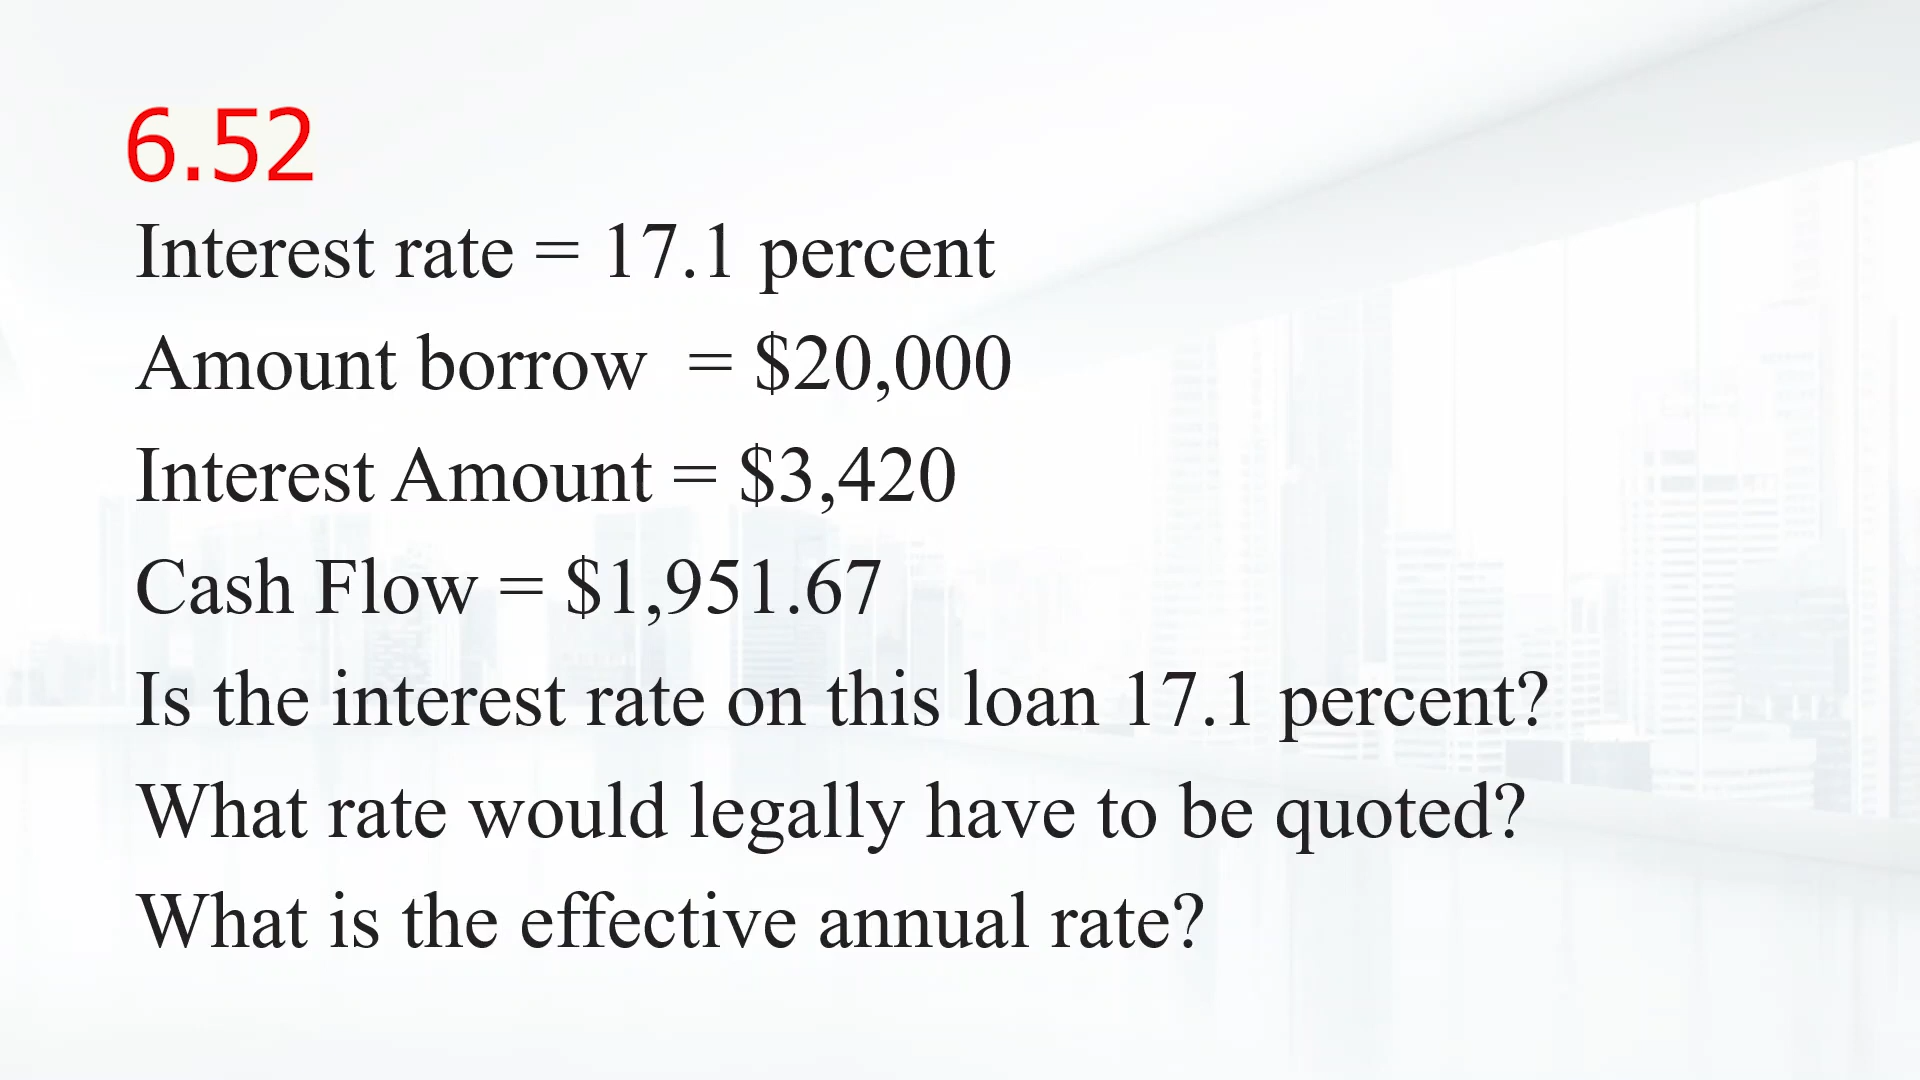 6.52
Interest rate = 17.1 percent
Amount borrow = $20,000
Interest Amount = $3,420
Cash Flow = $1,951.67
Is the interest rate on this loan 17.1 percent?
What rate would legally have to be quoted?
What is the effective annual rate?